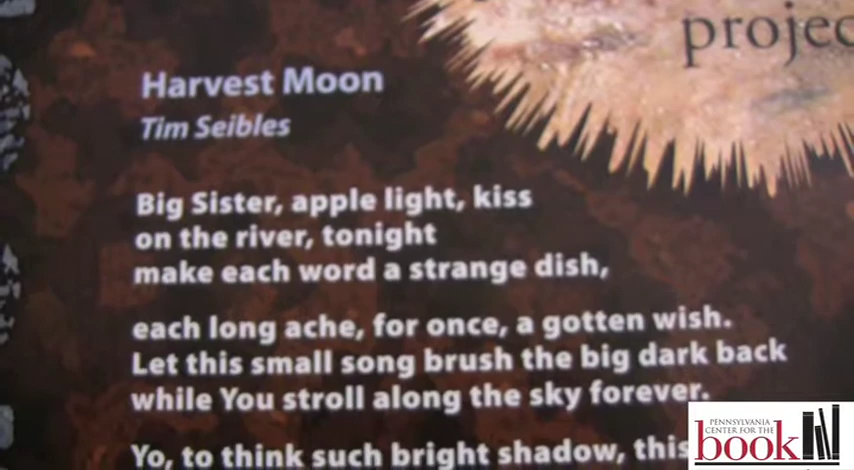 projec
Harvest Moon
Tim Seibles
Big Sister, apple light, kiss
on the river, tonight
make each word a strange dish,
each long ache, for once, a gotten wish.
Let this small song brush the big dark back
while You stroll along the sky forever.
Yo, to think such bright shadow, this
PENNSYLVANIA
CENTER FOR THE
book